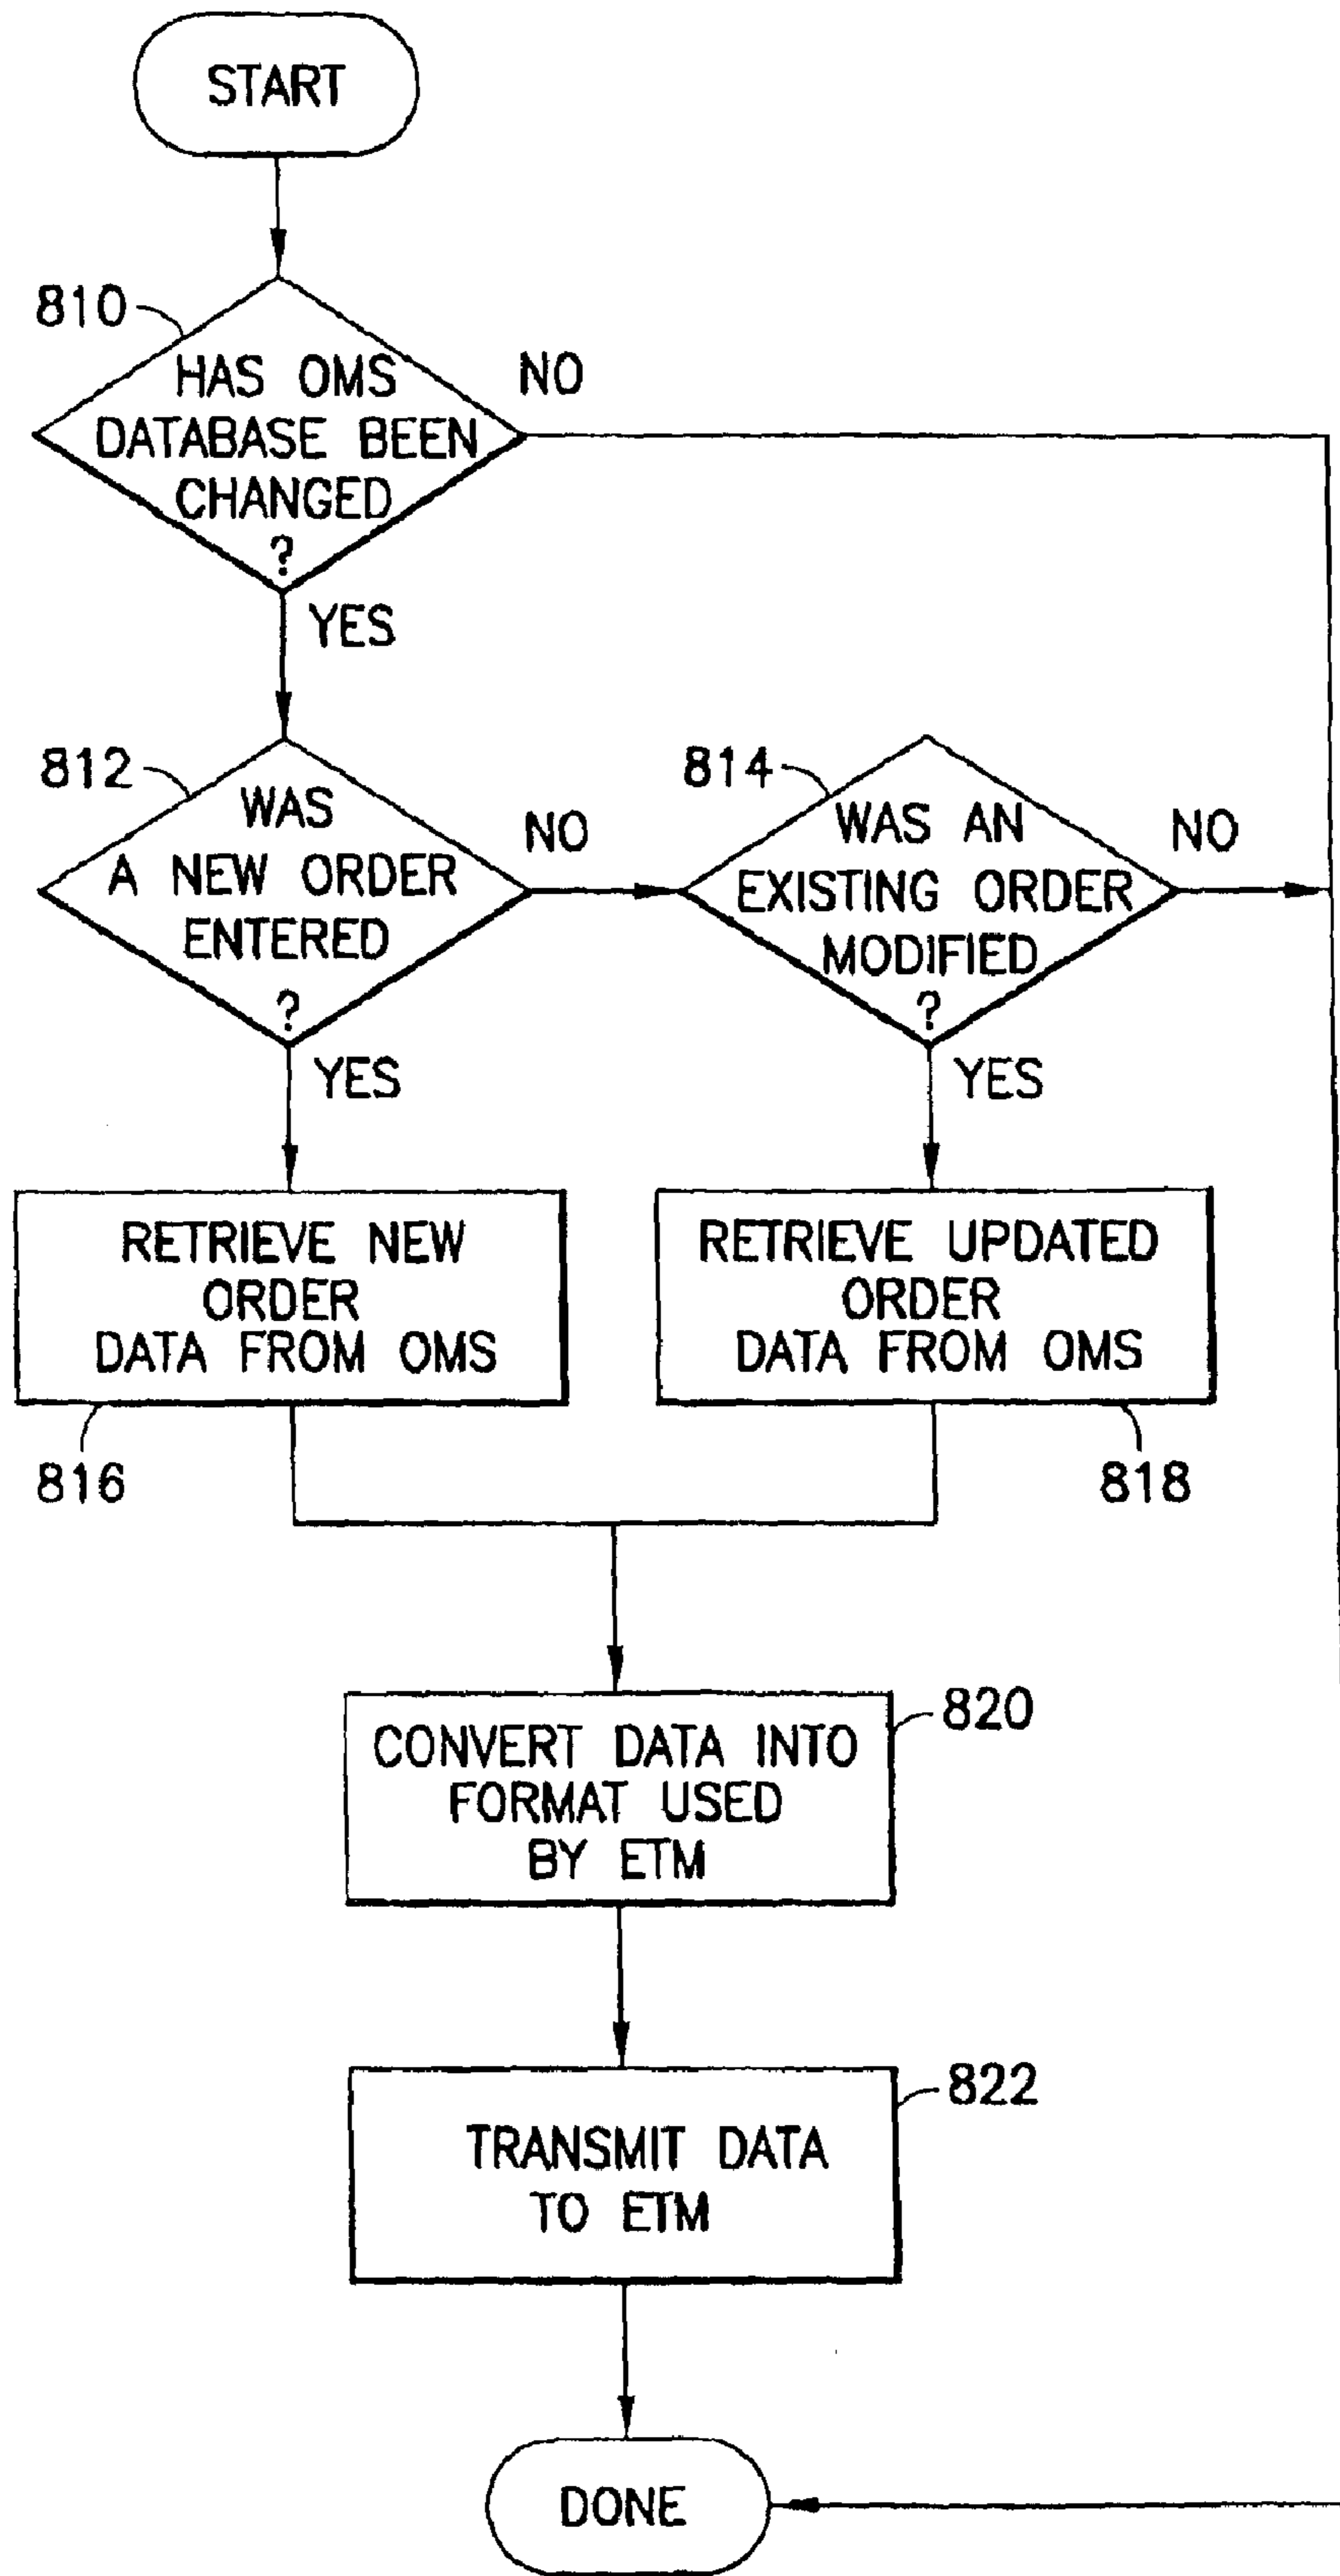 START
810
HAS OMS
DATABASE BEEN
CHANGED
?
NO
YES
812
WAS
A NEW ORDER
ENTERED
?
NO
YES
814
WAS AN
EXISTING ORDER
MODIFIED
?
NO
YES
RETRIEVE NEW
ORDER
DATA FROM OMS
816
RETRIEVE UPDATED
ORDER
DATA FROM OMS
818
CONVERT DATA INTO
FORMAT USED
BY ETM
820
TRANSMIT DATA
TO ETM
822
DONE